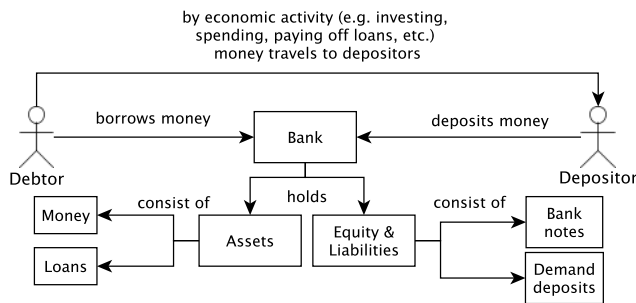 by economic activity (e.g. investing,
spending, paying off loans, etc.)
money travels to depositors
borrows money
Bank
deposits money
Debtor
Depositor
consist of
holds
consist of
Money
Loans
Assets
Equity &
Liabilities
Bank
notes
Demand
deposits